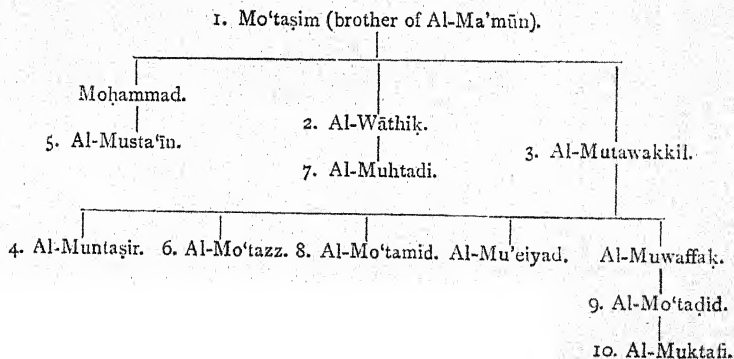 1. Mo‘taṣim (brother of Al-Ma’mūn).
Moḥammad.
2. Al-Wāthiḳ.
5. Al-Musta‘īn.
3. Al-Mutawakkil.
7. Al-Muhtadi.
4. Al-Muntaṣir. 6. Al-Mo‘tazz. 8. Al-Mo‘tamid. Al-Mu’eiyad. Al-Muwaffaḳ.
9. Al-Mo‘taḍid.
10. Al-Muktafi.